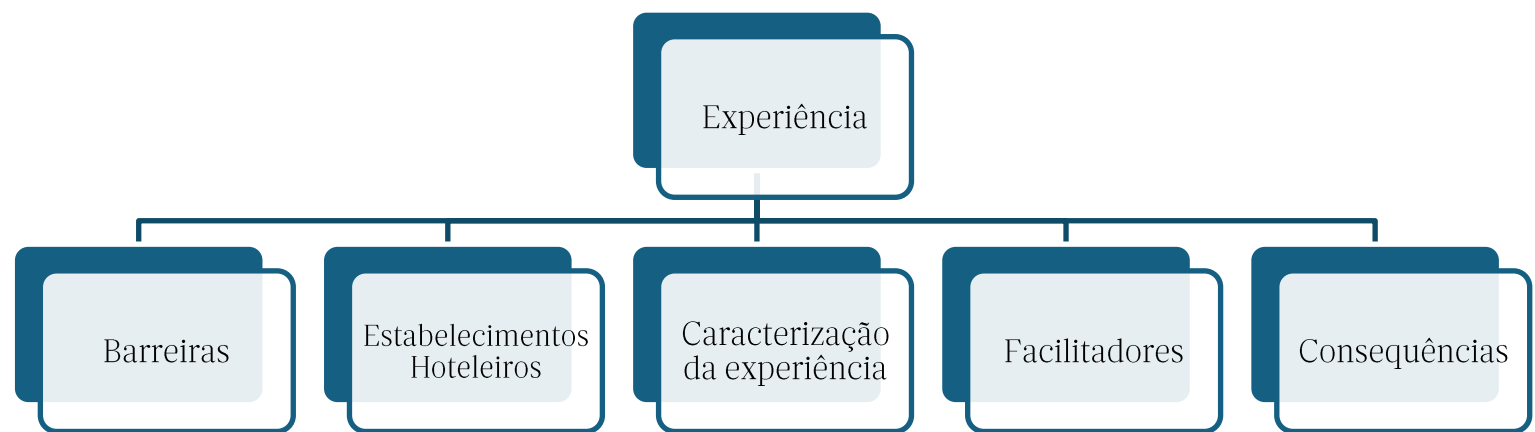 Experiência
Barreiras
Estabelecimentos
Hoteleiros
Caracterização
da experiência
Facilitadores
Consequências